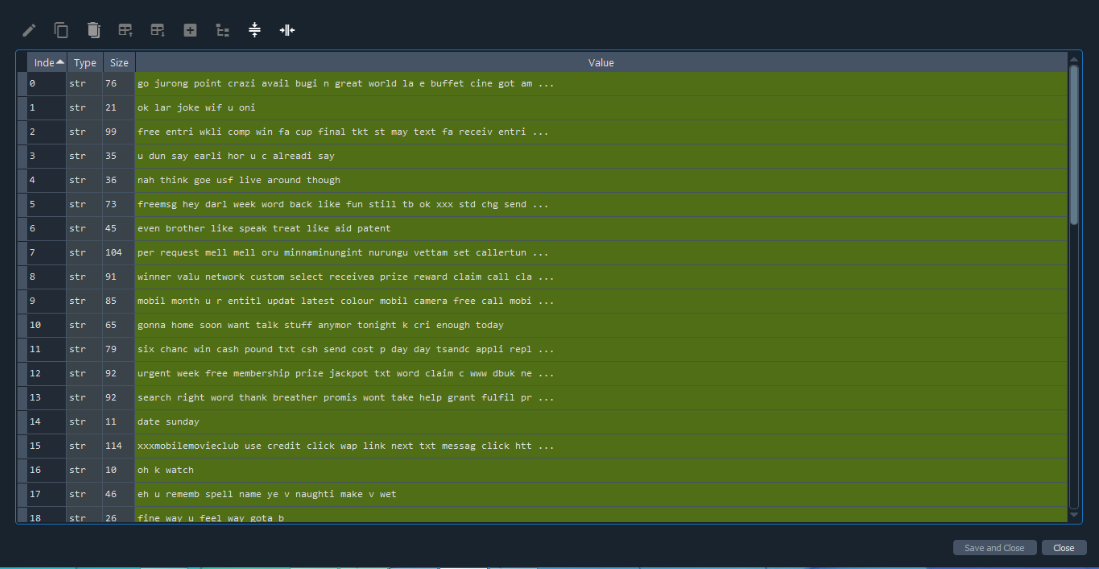 Inde Type Size Value
0 str 76 go jurong point crazi avail bugi n great world la e buffet cine got am ...
1 str 21 ok lar joke wif u oni
2 str 99 free entri wkli comp win fa cup final tkt st may text fa receiv entri ...
3 str 35 u dun say earli hor u c alreadi say
4 str 36 nah think goe usf live around though
5 str 73 freemsg hey darl week word back like fun still tb ok xxx std chg send ...
6 str 45 even brother like speak treat like aid patent
7 str 104 per request mell mell oru minnaminungint nurungu vettam set callertun ...
8 str 91 winner valu network custom select receivea prize reward claim call cla ...
9 str 85 mobil month u r entitl updat latest colour mobil camera free call mobi ...
10 str 65 gonna home soon want talk stuff anymor tonight k cri enough today
11 str 79 six chanc win cash pound txt csh send cost p day day tsandc appli repl ...
12 str 92 urgent week free membership prize jackpot txt word claim c www dbuk ne ...
13 str 92 search right word thank breather promis wont take help grant fulfil pr ...
14 str 11 date sunday
15 str 114 xxxmobilemovieclub use credit click wap link next txt messag click htt ...
16 str 10 oh k watch
17 str 46 eh u rememb spell name ye v naughti make v wet
18 str 26 fine way u feel way gota b
Save and Close Close